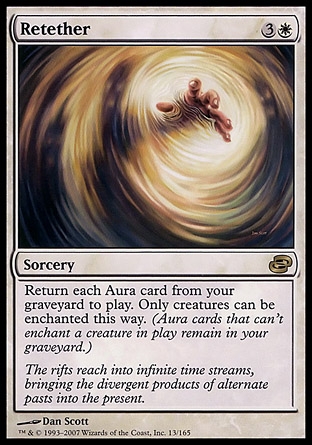 Retether 3
Sorcery
Return each Aura card from your
graveyard to play. Only creatures can be
enchanted this way. (Aura cards that can't
enchant a creature in play remain in your
graveyard.)
The rifts reach into infinite time streams,
bringing the divergent products of alternate
pasts into the present.
Dan Scott
™ & © 1993–2007 Wizards of the Coast, Inc. 13/165